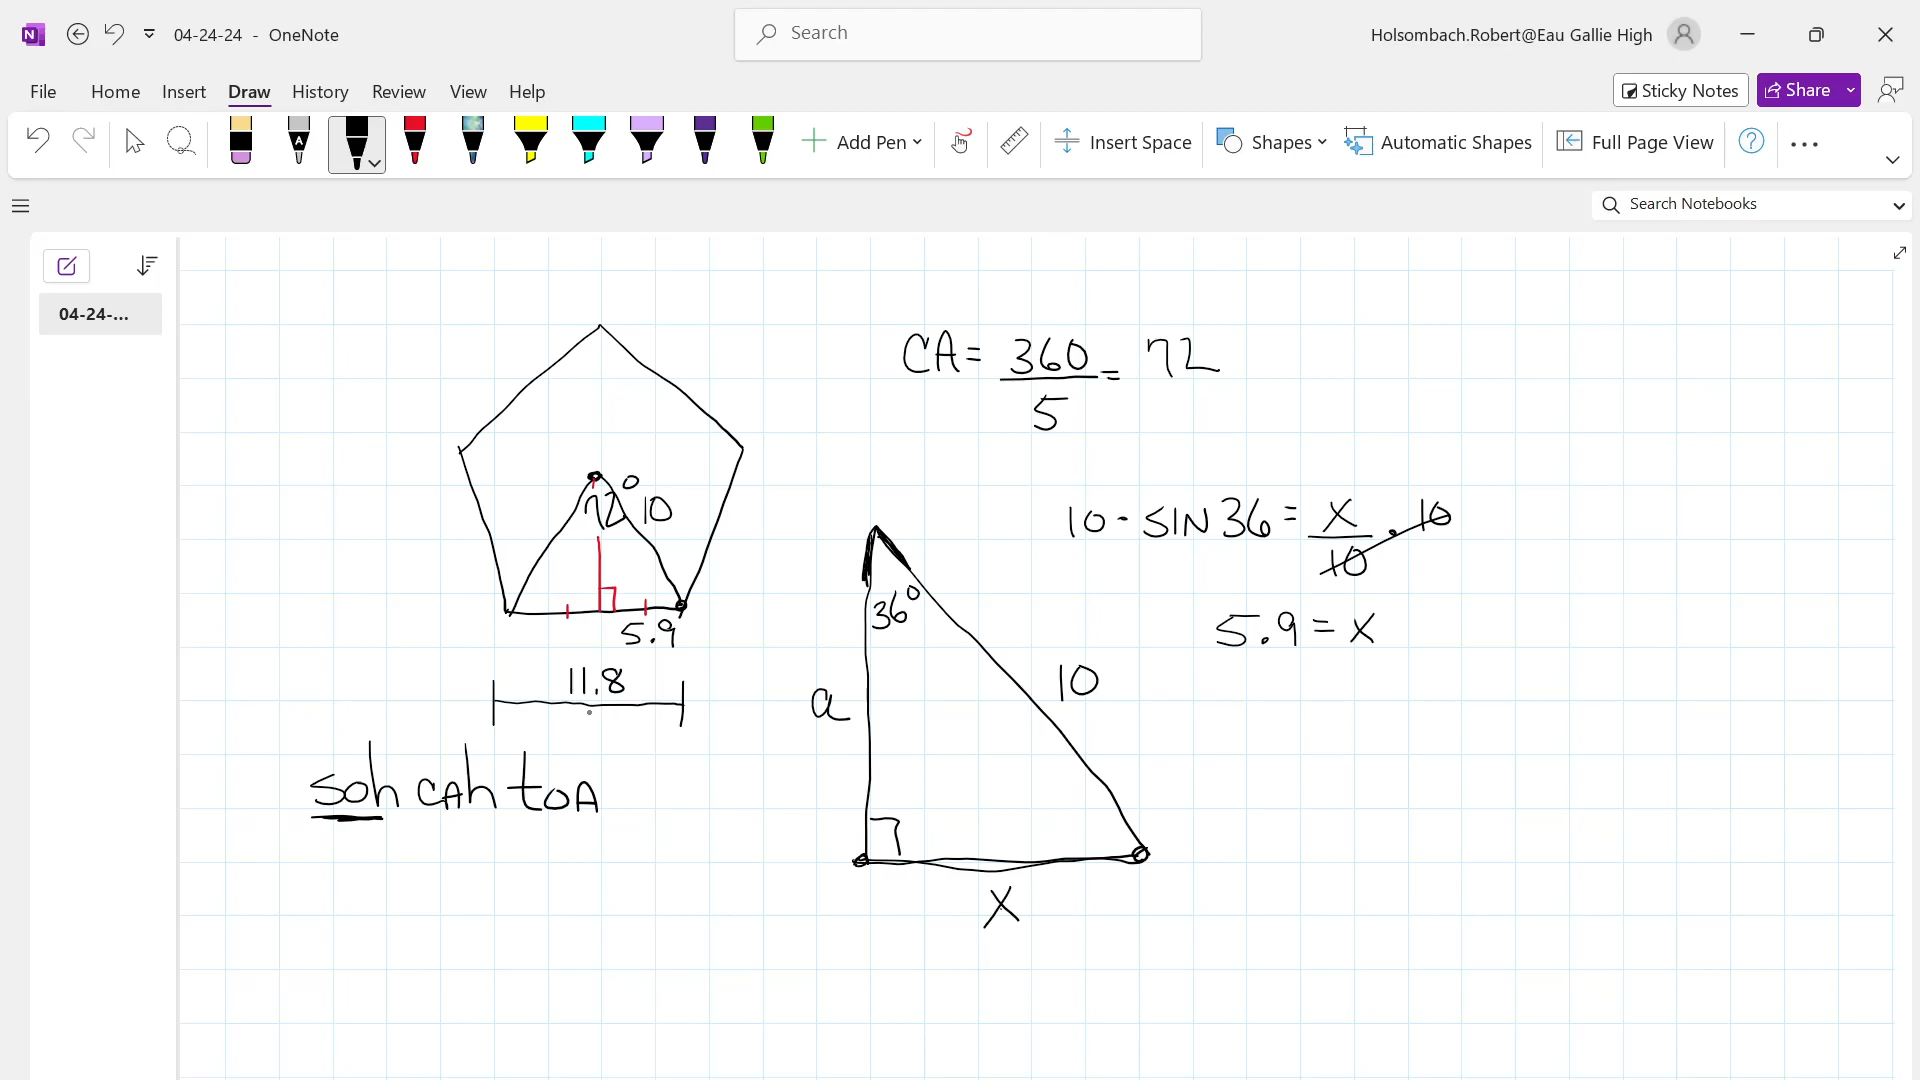 04-24-24 - OneNote
Search
Holsombach.Robert@Eau Gallie High
File Home Insert Draw History Review View Help
Sticky Notes
Share
Add Pen
Insert Space
Shapes
Automatic Shapes
Full Page View
Search Notebooks
04-24-...
CA = 360/5 = 72
72° 10
5.9
11.8
soh cAh toA
36°
a
10
x
10 · SIN 36 = x/10 · 10
5.9 = x